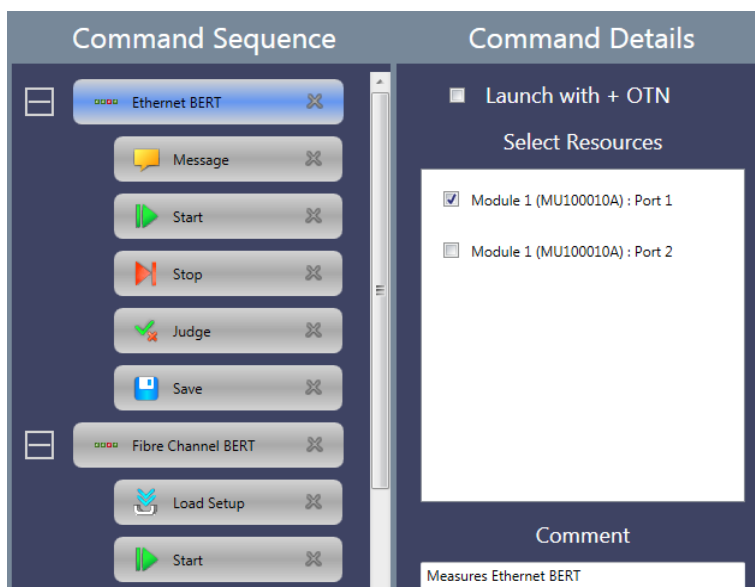 Command Sequence
Ethernet BERT
Message
Start
Stop
Judge
Save
Fibre Channel BERT
Load Setup
Start
Command Details
Launch with + OTN
Select Resources
Module 1 (MU100010A) : Port 1
Module 1 (MU100010A) : Port 2
Comment
Measures Ethernet BERT